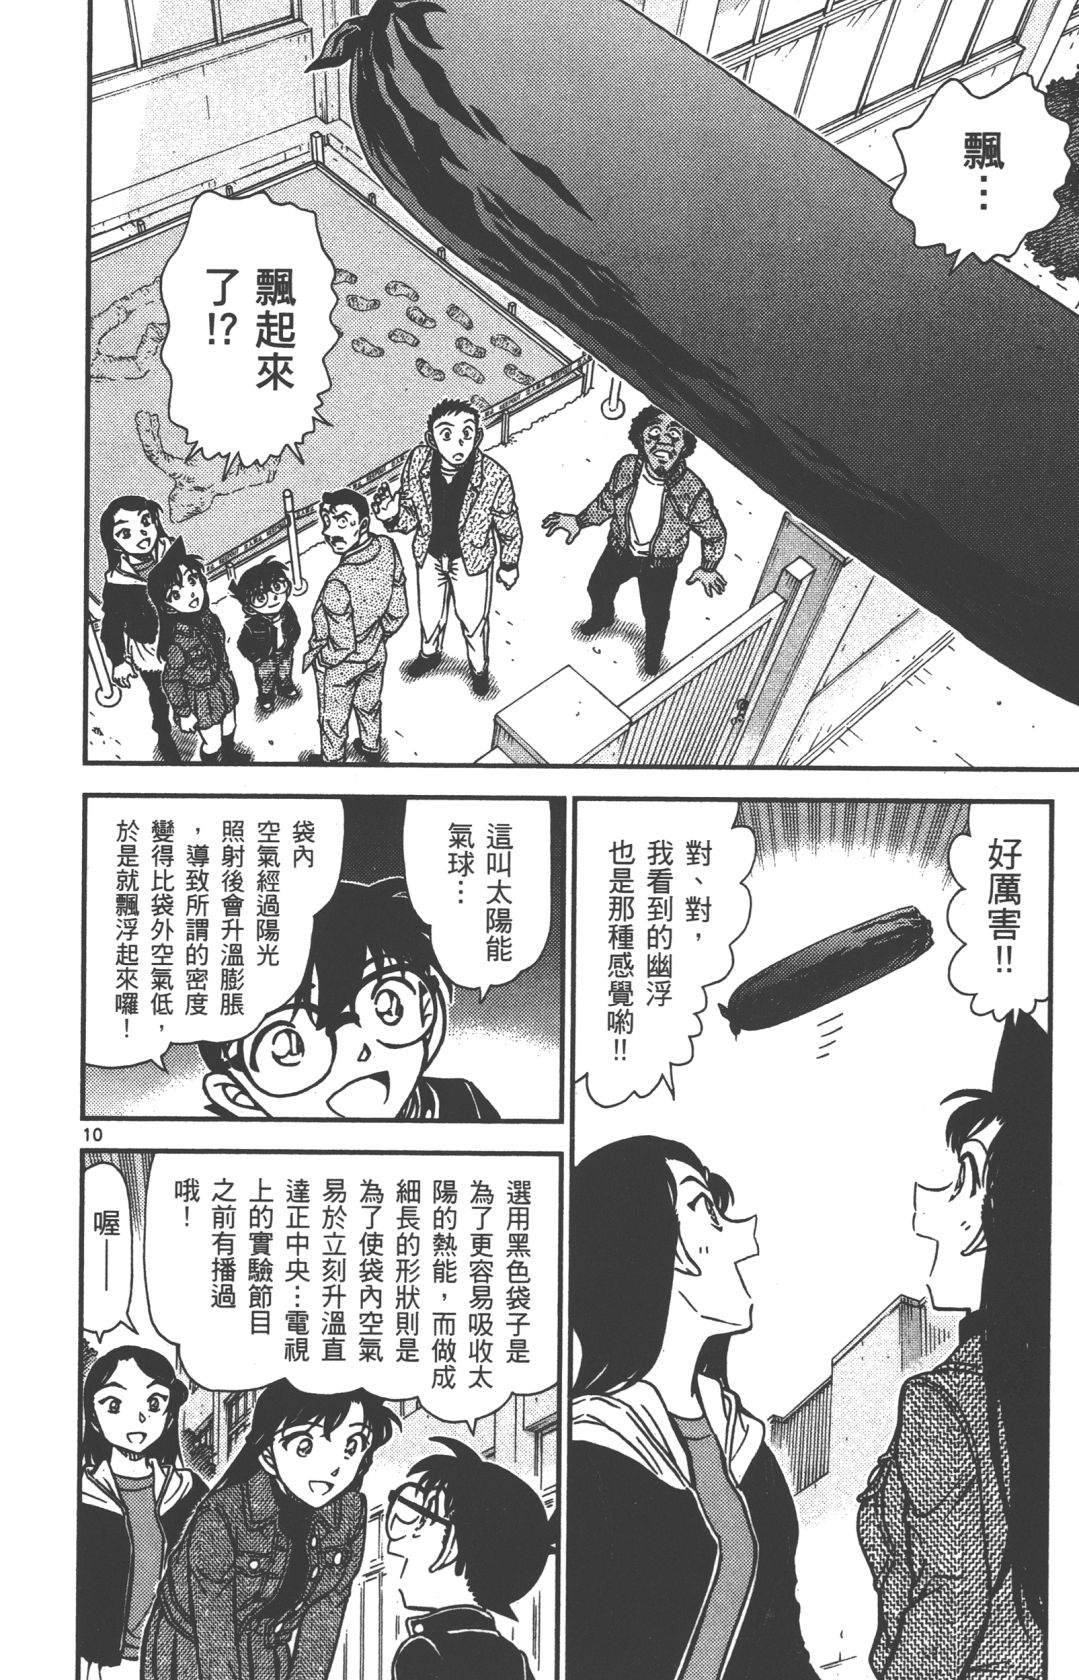 飄…
飄起來
了!?
好厲害!!
對、對，
我看到的幽浮
也是那種感覺喲!!
這叫太陽能
氣球…
袋內
空氣經過陽光
照射後會升溫膨脹
，導致所謂的密度
變得比袋外空氣低，
於是就飄浮起來囉！
10
選用黑色袋子是
為了更容易吸收太
陽的熱能，而做成
細長的形狀則是
為了使袋內空氣
易於立刻升溫直
達正中央…電視
上的實驗節目
之前有播過
哦！
喔——